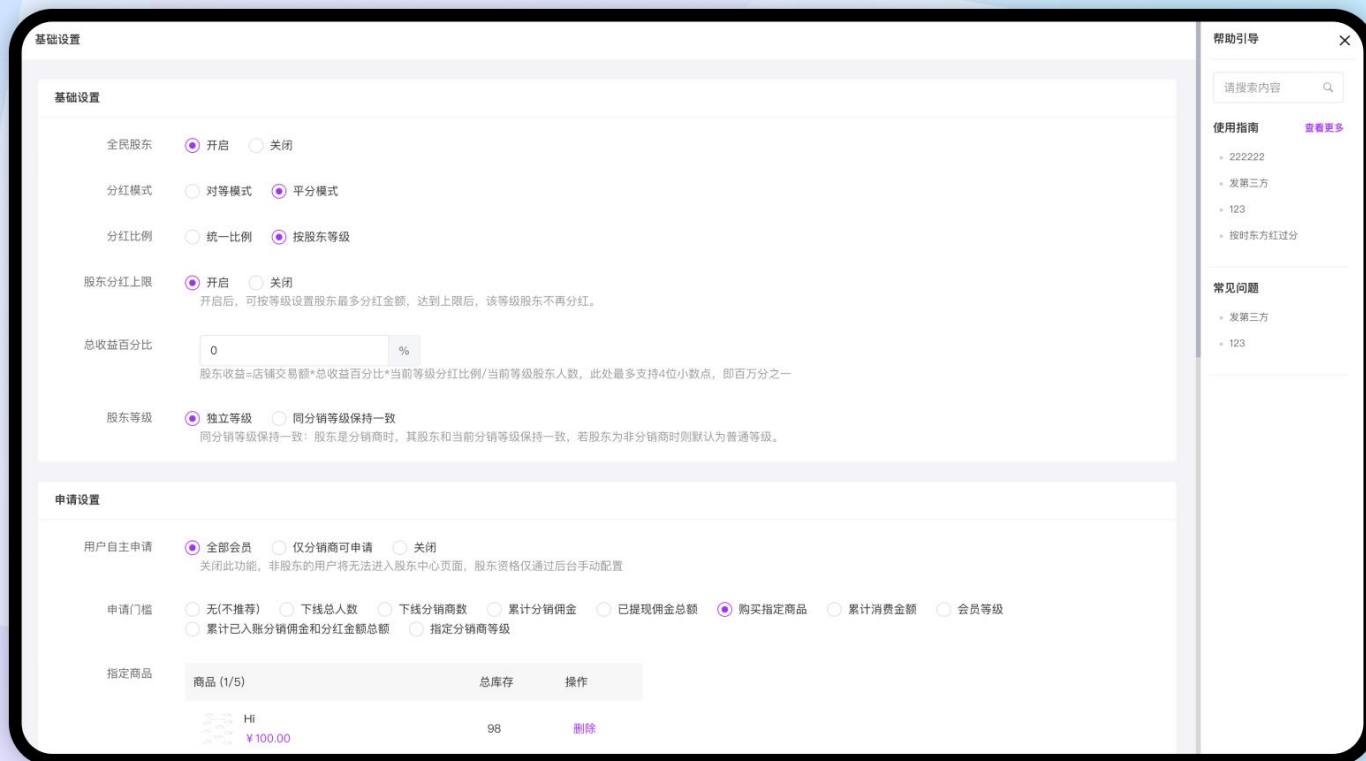 基础设置
基础设置
全民股东 开启 关闭
分红模式 对等模式 平分模式
分红比例 统一比例 按股东等级
股东分红上限 开启 关闭
开启后，可按等级设置股东最多分红金额，达到上限后，该等级股东不再分红。
总收益百分比 0 %
股东收益=店铺交易额*总收益百分比*当前等级分红比例/当前等级股东人数，此处最多支持4位小数点，即百万分之一
股东等级 独立等级 同分销等级保持一致
同分销等级保持一致：股东是分销商时，其股东和当前分销等级保持一致，若股东为非分销商时则默认为普通等级。
申请设置
用户自主申请 全部会员 仅分销商可申请 关闭
关闭此功能，非股东的用户将无法进入股东中心页面，股东资格仅通过后台手动配置
申请门槛 无(不推荐) 下线总人数 下线分销商数 累计分销佣金 已提现佣金总额 购买指定商品 累计消费金额 会员等级
累计已入账分销佣金和分红金额总额 指定分销商等级
指定商品 商品 (1/5) 总库存 操作
Hi
¥100.00 98 删除
帮助引导
请搜索内容
使用指南 查看更多
222222
发第三方
123
按时东方红过分
常见问题
发第三方
123